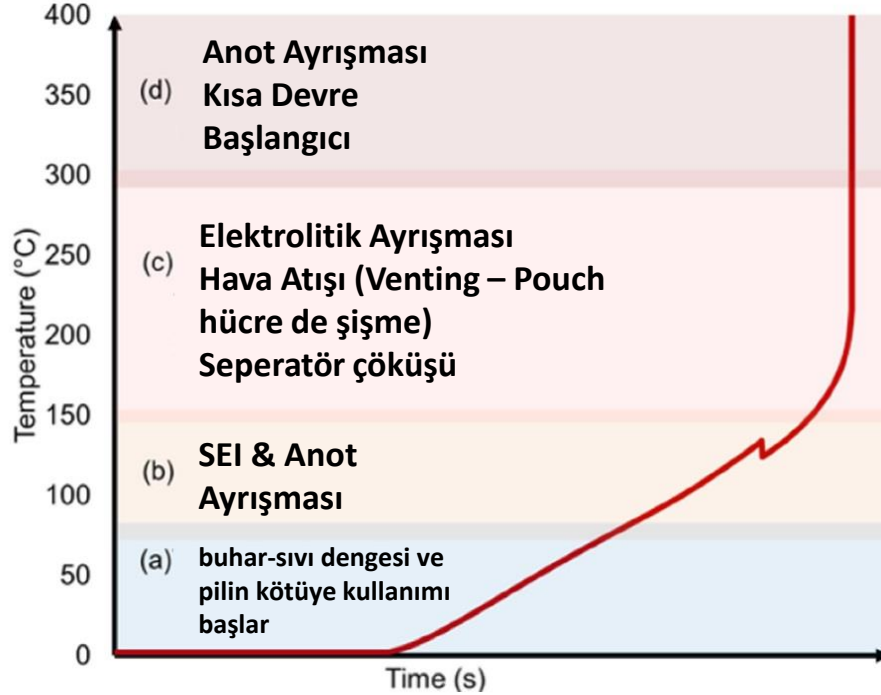 400
350
300
250
200
150
100
50
0
Temperature (°C)
(d)
Anot Ayrışması
Kısa Devre
Başlangıcı
(c)
Elektrolitik Ayrışması
Hava Atışı (Venting – Pouch
hücre de şişme)
Seperatör çöküşü
(b)
SEI & Anot
Ayrışması
(a)
buhar-sıvı dengesi ve
pilin kötüye kullanımı
başlar
Time (s)